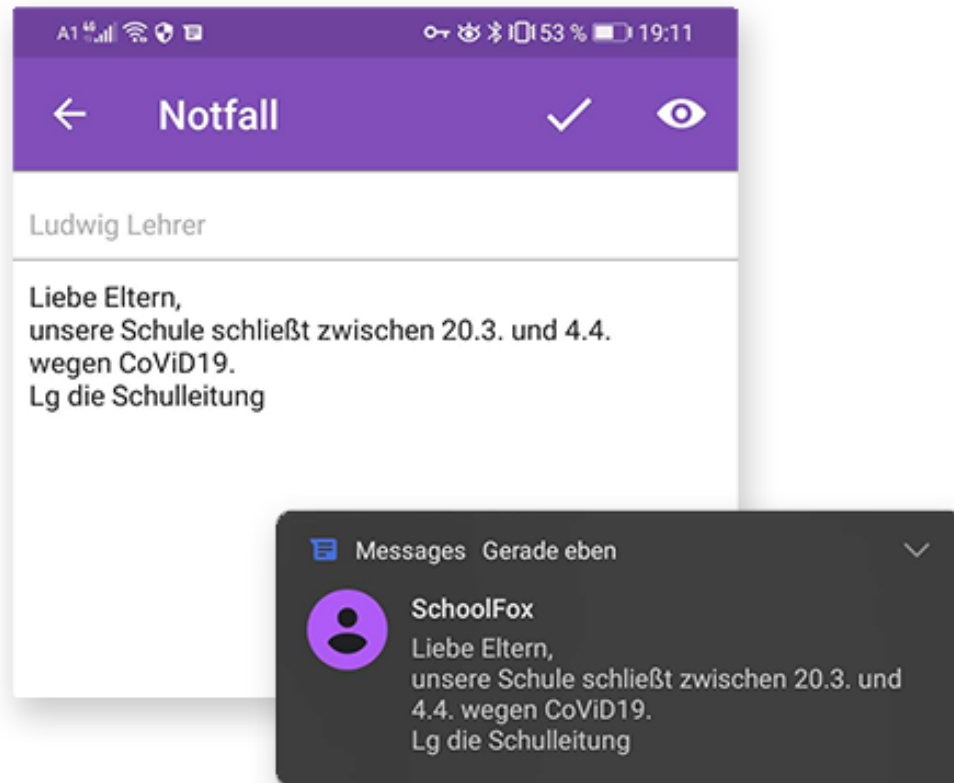 A1 53 % 19:11
Notfall
Ludwig Lehrer
Liebe Eltern,
unsere Schule schließt zwischen 20.3. und 4.4.
wegen CoViD19.
Lg die Schulleitung
Messages Gerade eben
SchoolFox
Liebe Eltern,
unsere Schule schließt zwischen 20.3. und
4.4. wegen CoViD19.
Lg die Schulleitung